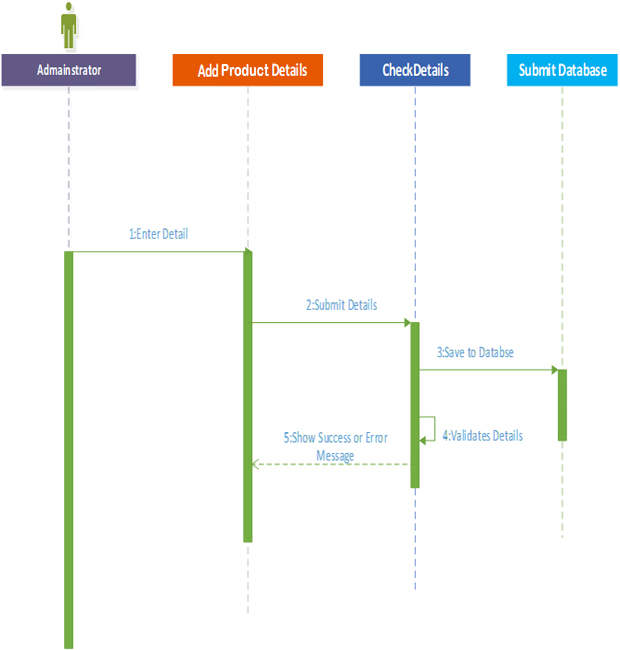 Admainstrator
Add Product Details
CheckDetails
Submit Database
1:Enter Detail
2:Submit Details
3:Save to Databse
4:Validates Details
5:Show Success or Error
Message